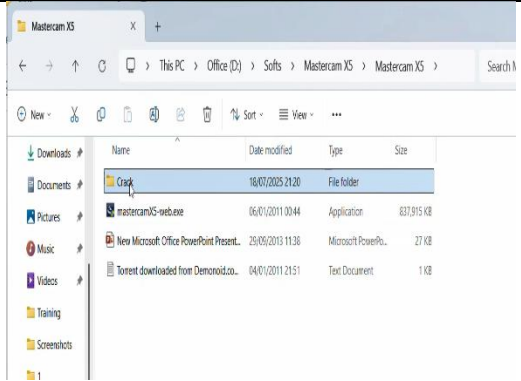 Mastercam X5
This PC > Office (D:) > Softs > Mastercam X5 > Mastercam X5 > Search
New Sort View ...
Name Date modified Type Size
Crack 18/07/2025 21:20 File folder
mastercamX5-web.exe 06/01/2011 00:44 Application 837,915 KB
New Microsoft Office PowerPoint Present... 29/09/2013 11:38 Microsoft PowerPo... 27 KB
Torrent downloaded from Demonoid.co... 04/01/2011 21:51 Text Document 1 KB
Downloads
Documents
Pictures
Music
Videos
Training
Screenshots
1